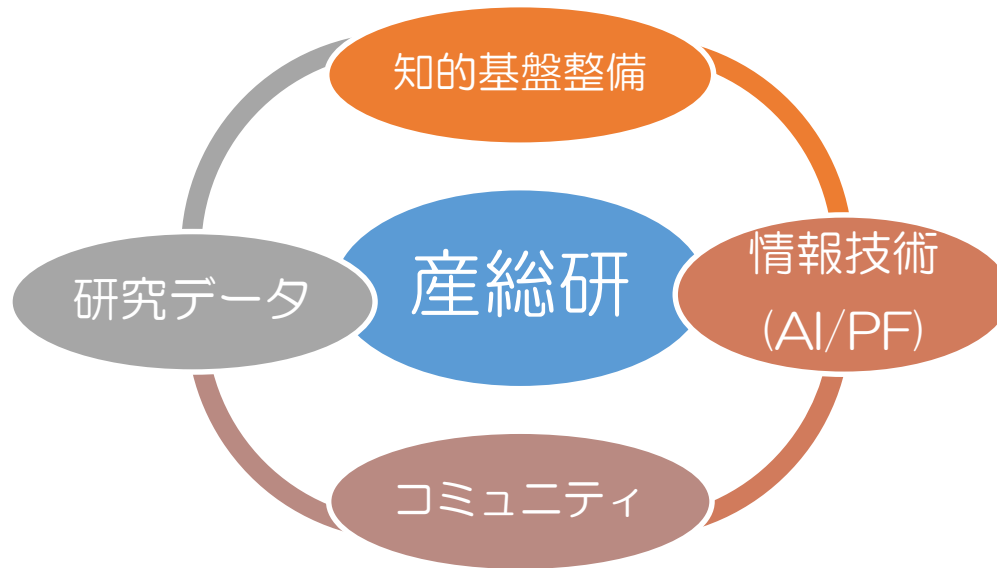 知的基盤整備
研究データ
産総研
情報技術
(AI/PF)
コミュニティ